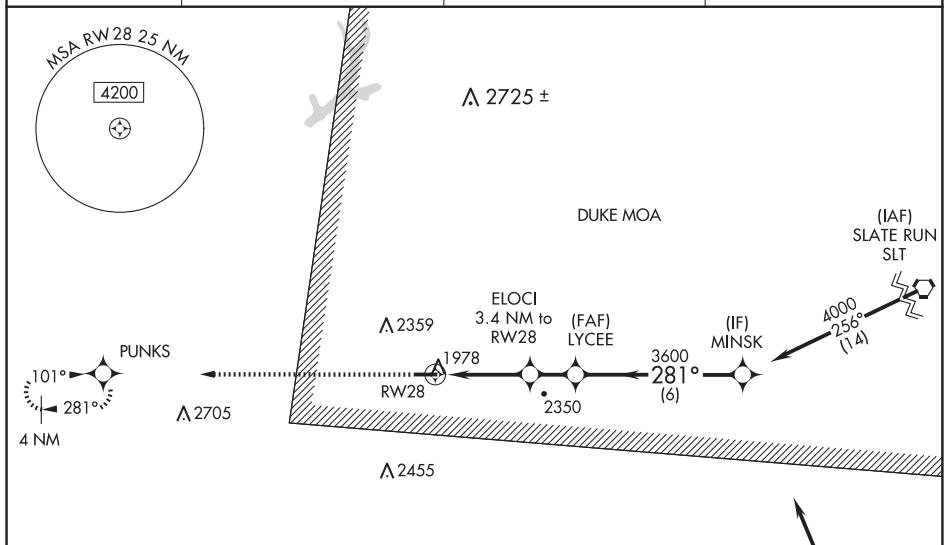 MSA RW 28 25 NM
4200
2725 ±
DUKE MOA
(IAF)
SLATE RUN
SLT
4000
256°
(14)
ELOCI
3.4 NM to
RW28
(FAF)
LYCEE
(IF)
MINSK
3600
281°
(6)
2359
1978
RW28
2350
PUNKS
101°
281°
4 NM
2705
2455